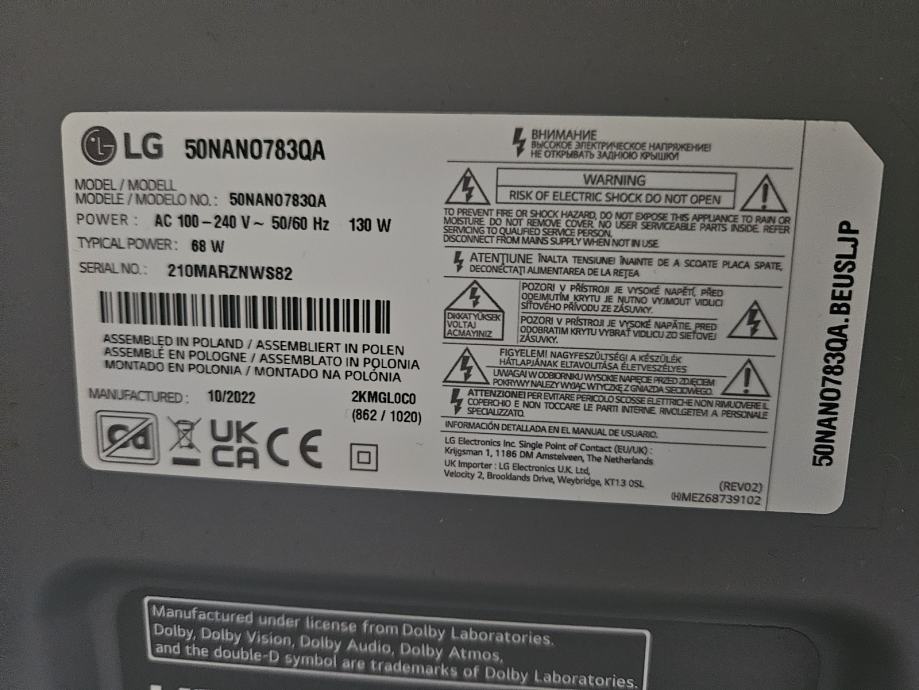 LG 50NANO783QA
MODEL / MODELL
MODÈLE / MODELO NO. : 50NANO783QA
POWER : AC 100 – 240 V ~ 50/60 Hz 130 W
TYPICAL POWER : 68 W
SERIAL NO. : 210MARZNWS82
ASSEMBLED IN POLAND / ASSEMBLIERT IN POLEN
ASSEMBLÉ EN POLOGNE / ASSEMBLATO IN POLONIA
MONTADO EN POLONIA / MONTADO NA POLÓNIA
MANUFACTURED : 10/2022 2KMGL0C0
(862 / 1020)
Cd
UK
CA CE
ВНИМАНИЕ
ВЫСОКОЕ ЭЛЕКТРИЧЕСКОЕ НАПРЯЖЕНИЕ!
НЕ ОТКРЫВАТЬ ЗАДНЮЮ КРЫШКУ!
WARNING
RISK OF ELECTRIC SHOCK DO NOT OPEN
TO PREVENT FIRE OR SHOCK HAZARD, DO NOT EXPOSE THIS APPLIANCE TO RAIN OR
MOISTURE. DO NOT REMOVE COVER. NO USER SERVICEABLE PARTS INSIDE. REFER
SERVICING TO QUALIFIED SERVICE PERSON.
DISCONNECT FROM MAINS SUPPLY WHEN NOT IN USE.
ATENŢIUNE ÎNALTA TENSIUNE! ÎNAINTE DE A SCOATE PLACA SPATE,
DECONECTAŢI ALIMENTAREA DE LA REŢEA
DIKKAT YÜKSEK
VOLTAJ
AÇMAYINIZ
POZOR! V PŘÍSTROJI JE VYSOKÉ NAPĚTÍ, PŘED
ODEJMUTÍM KRYTU JE NUTNO VYJMOUT VIDLICI
SÍŤOVÉHO PŘÍVODU ZE ZÁSUVKY.
POZOR! V PRÍSTROJI JE VYSOKÉ NAPÄTIE, PRED
ODOBRATÍM KRYTU VYBRAŤ VIDLICU ZO SIEŤOVEJ
ZÁSUVKY.
FIGYELEM! NAGYFESZÜLTSÉG! A KÉSZÜLÉK
HÁTLAPJÁNAK ELTÁVOLÍTÁSA ÉLETVESZÉLYES
UWAGA! W ODBIORNIKU WYSOKIE NAPIĘCIE PRZED ZDJĘCIEM
POKRYWY NALEŻY WYJĄĆ WTYCZKĘ Z GNIAZDA SIECIOWEGO.
ATTENZIONE! PER EVITARE PERICOLO SCOSSE ELETTRICHE NON RIMUOVERE IL
COPERCHIO E NON TOCCARE LE PARTI INTERNE. RIVOLGETEVI A PERSONALE
SPECIALIZZATO.
INFORMACIÓN DETALLADA EN EL MANUAL DE USUARIO.
LG Electronics Inc. Single Point of Contact (EU/UK) :
Krijgsman 1, 1186 DM Amstelveen, The Netherlands
UK Importer : LG Electronics U.K. Ltd,
Velocity 2, Brooklands Drive, Weybridge, KT13 0SL
(REV02)
(H)MEZ68739102
50NANO783QA.BEUSLJP
Manufactured under license from Dolby Laboratories.
Dolby, Dolby Vision, Dolby Audio, Dolby Atmos,
and the double-D symbol are trademarks of Dolby Laboratories.